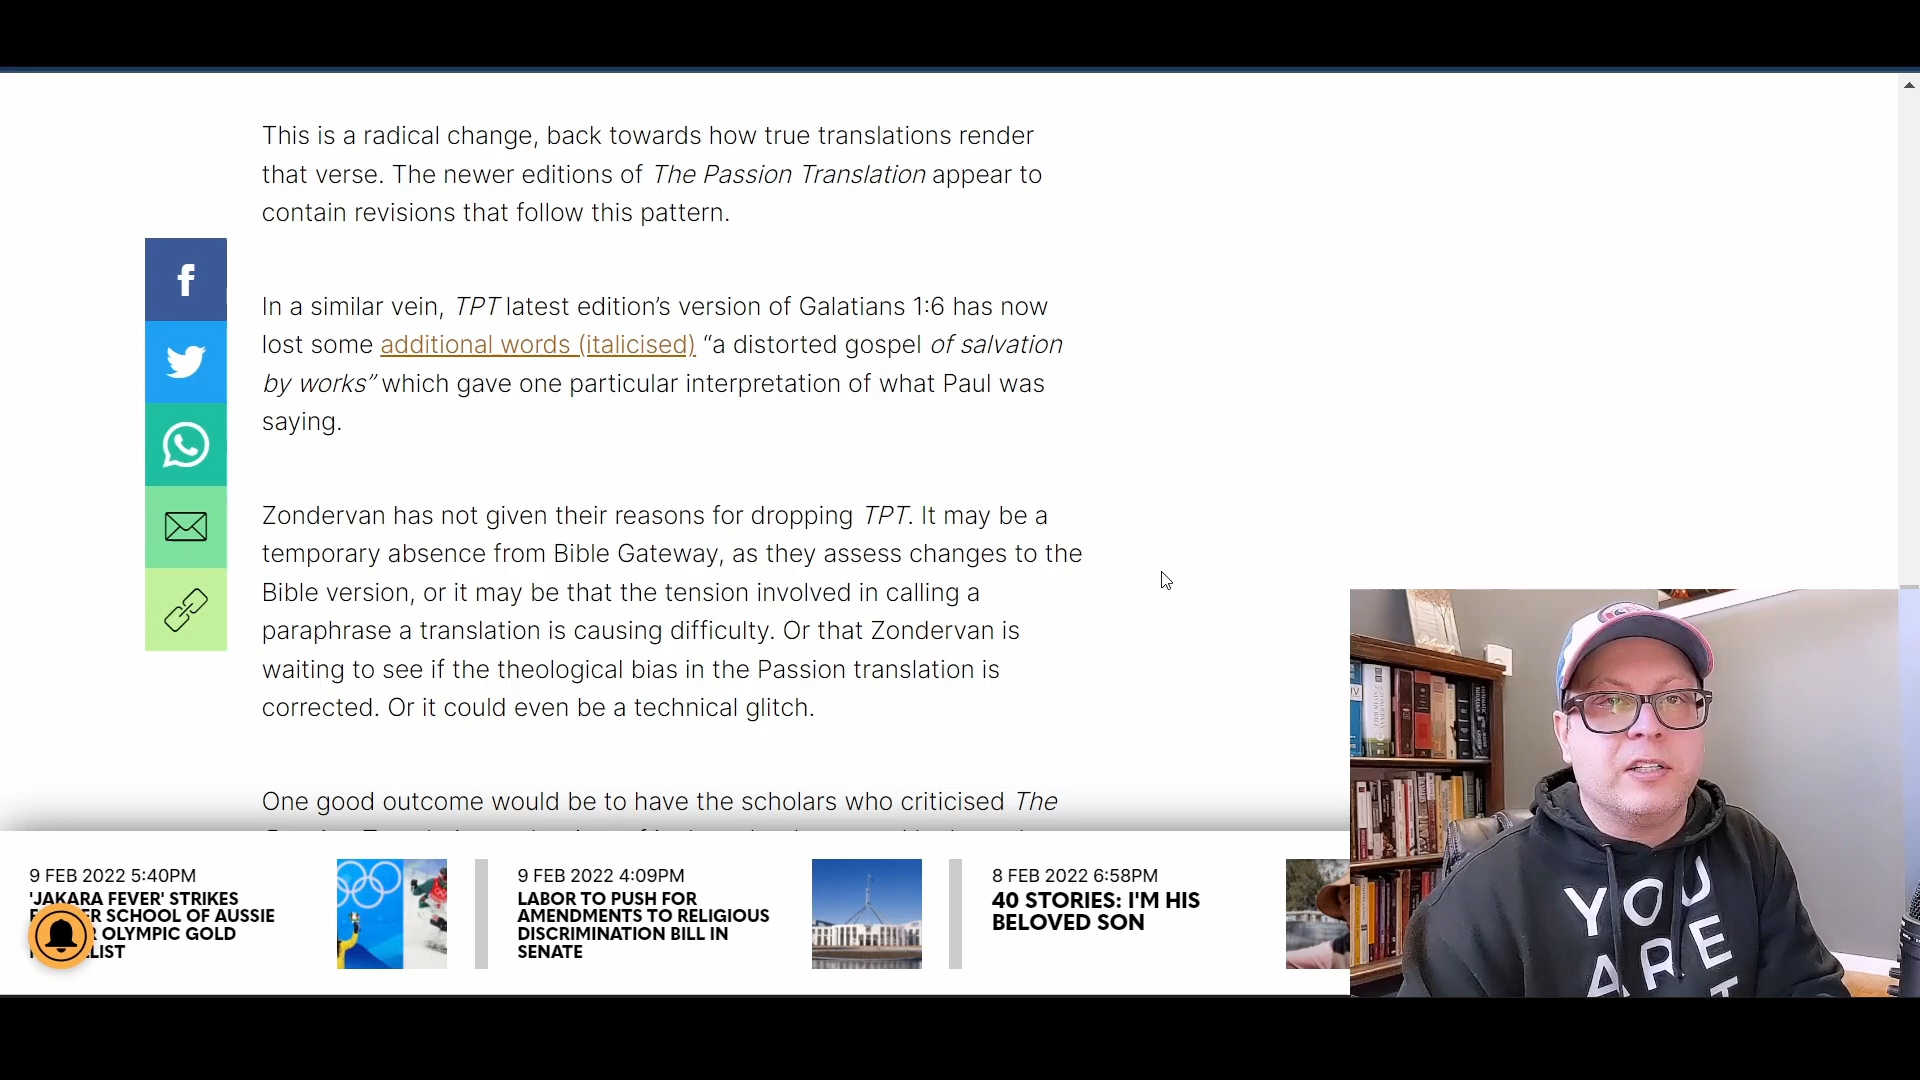 This is a radical change, back towards how true translations render
that verse. The newer editions of The Passion Translation appear to
contain revisions that follow this pattern.
In a similar vein, TPT latest edition’s version of Galatians 1:6 has now
lost some additional words (italicised) “a distorted gospel of salvation
by works” which gave one particular interpretation of what Paul was
saying.
Zondervan has not given their reasons for dropping TPT. It may be a
temporary absence from Bible Gateway, as they assess changes to the
Bible version, or it may be that the tension involved in calling a
paraphrase a translation is causing difficulty. Or that Zondervan is
waiting to see if the theological bias in the Passion translation is
corrected. Or it could even be a technical glitch.
One good outcome would be to have the scholars who criticised The
9 FEB 2022 5:40PM
'JAKARA FEVER' STRIKES
SCHOOL OF AUSSIE
OLYMPIC GOLD
9 FEB 2022 4:09PM
LABOR TO PUSH FOR
AMENDMENTS TO RELIGIOUS
DISCRIMINATION BILL IN
SENATE
8 FEB 2022 6:58PM
40 STORIES: I'M HIS
BELOVED SON
YOU
ARE